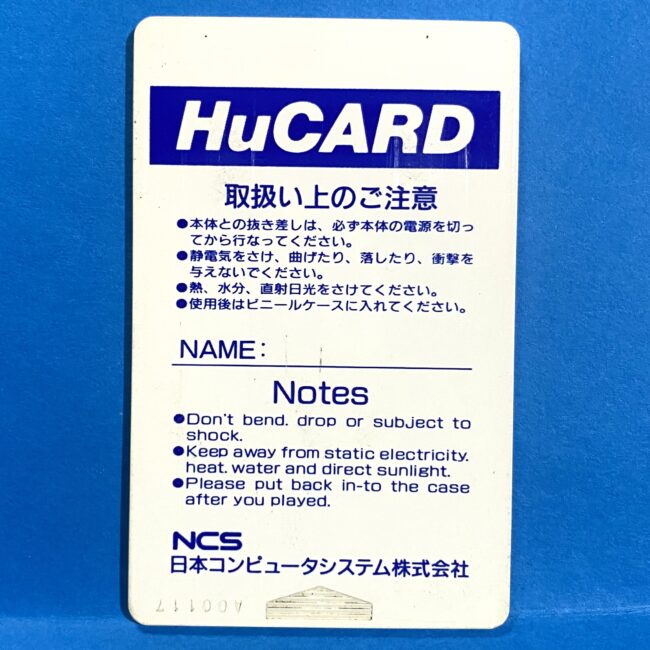 HuCARD
取扱い上のご注意
●本体との抜き差しは、必ず本体の電源を切っ
てから行なってください。
●静電気をさけ、曲げたり、落したり、衝撃を
与えないでください。
●熱、水分、直射日光をさけてください。
●使用後はビニールケースに入れてください。
NAME:
Notes
●Don't bend. drop or subject to
shock.
●Keep away from static electricity.
heat. water and direct sunlight.
●Please put back in-to the case
after you played.
NCS
日本コンピュータシステム株式会社
A00117